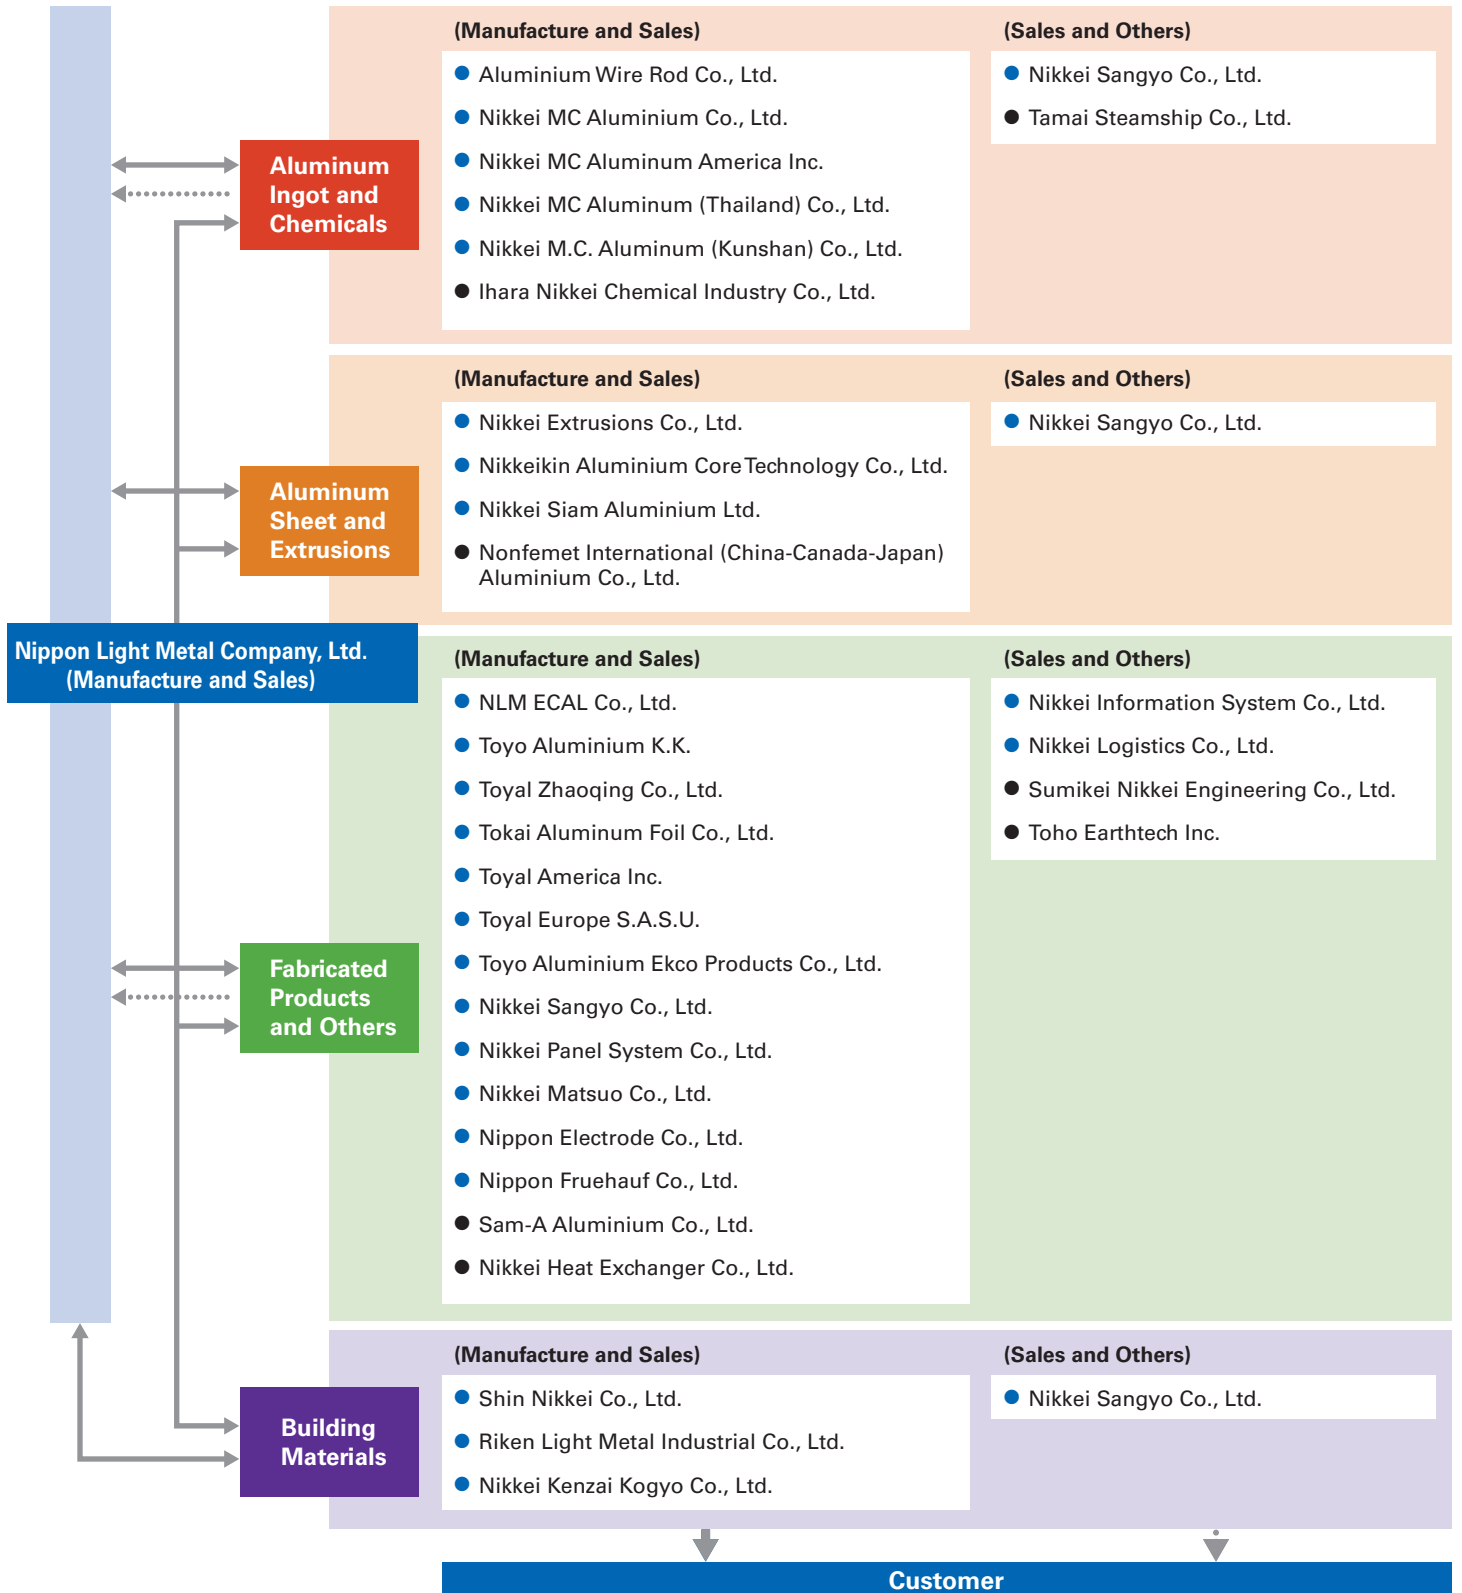 (Manufacture and Sales)
● Aluminium Wire Rod Co., Ltd.
● Nikkei MC Aluminium Co., Ltd.
● Nikkei MC Aluminum America Inc.
● Nikkei MC Aluminum (Thailand) Co., Ltd.
● Nikkei M.C. Aluminum (Kunshan) Co., Ltd.
● Ihara Nikkei Chemical Industry Co., Ltd.
(Sales and Others)
● Nikkei Sangyo Co., Ltd.
● Tamai Steamship Co., Ltd.
Aluminum
Ingot and
Chemicals
(Manufacture and Sales)
● Nikkei Extrusions Co., Ltd.
● Nikkeikin Aluminium Core Technology Co., Ltd.
● Nikkei Siam Aluminium Ltd.
● Nonfemet International (China-Canada-Japan)
Aluminium Co., Ltd.
(Sales and Others)
● Nikkei Sangyo Co., Ltd.
Aluminum
Sheet and
Extrusions
Nippon Light Metal Company, Ltd.
(Manufacture and Sales)
(Manufacture and Sales)
● NLM ECAL Co., Ltd.
● Toyo Aluminium K.K.
● Toyal Zhaoqing Co., Ltd.
● Tokai Aluminum Foil Co., Ltd.
● Toyal America Inc.
● Toyal Europe S.A.S.U.
● Toyo Aluminium Ekco Products Co., Ltd.
● Nikkei Sangyo Co., Ltd.
● Nikkei Panel System Co., Ltd.
● Nikkei Matsuo Co., Ltd.
● Nippon Electrode Co., Ltd.
● Nippon Fruehauf Co., Ltd.
● Sam-A Aluminium Co., Ltd.
● Nikkei Heat Exchanger Co., Ltd.
(Sales and Others)
● Nikkei Information System Co., Ltd.
● Nikkei Logistics Co., Ltd.
● Sumikei Nikkei Engineering Co., Ltd.
● Toho Earthtech Inc.
Fabricated
Products
and Others
(Manufacture and Sales)
● Shin Nikkei Co., Ltd.
● Riken Light Metal Industrial Co., Ltd.
● Nikkei Kenzai Kogyo Co., Ltd.
(Sales and Others)
● Nikkei Sangyo Co., Ltd.
Building
Materials
Customer